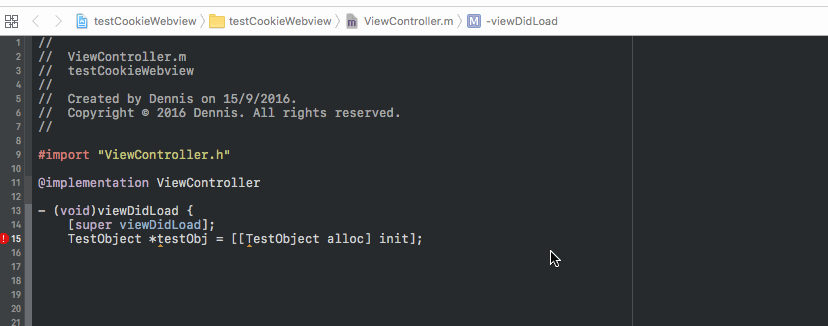 testCookieWebview testCookieWebview ViewController.m M -viewDidLoad
1 //
2 //  ViewController.m
3 //  testCookieWebview
4 //
5 //  Created by Dennis on 15/9/2016.
6 //  Copyright © 2016 Dennis. All rights reserved.
7 //
8
9 #import "ViewController.h"
10
11 @implementation ViewController
12
13 - (void)viewDidLoad {
14     [super viewDidLoad];
15     TestObject *testObj = [[TestObject alloc] init];
16
17
18
19
20
21